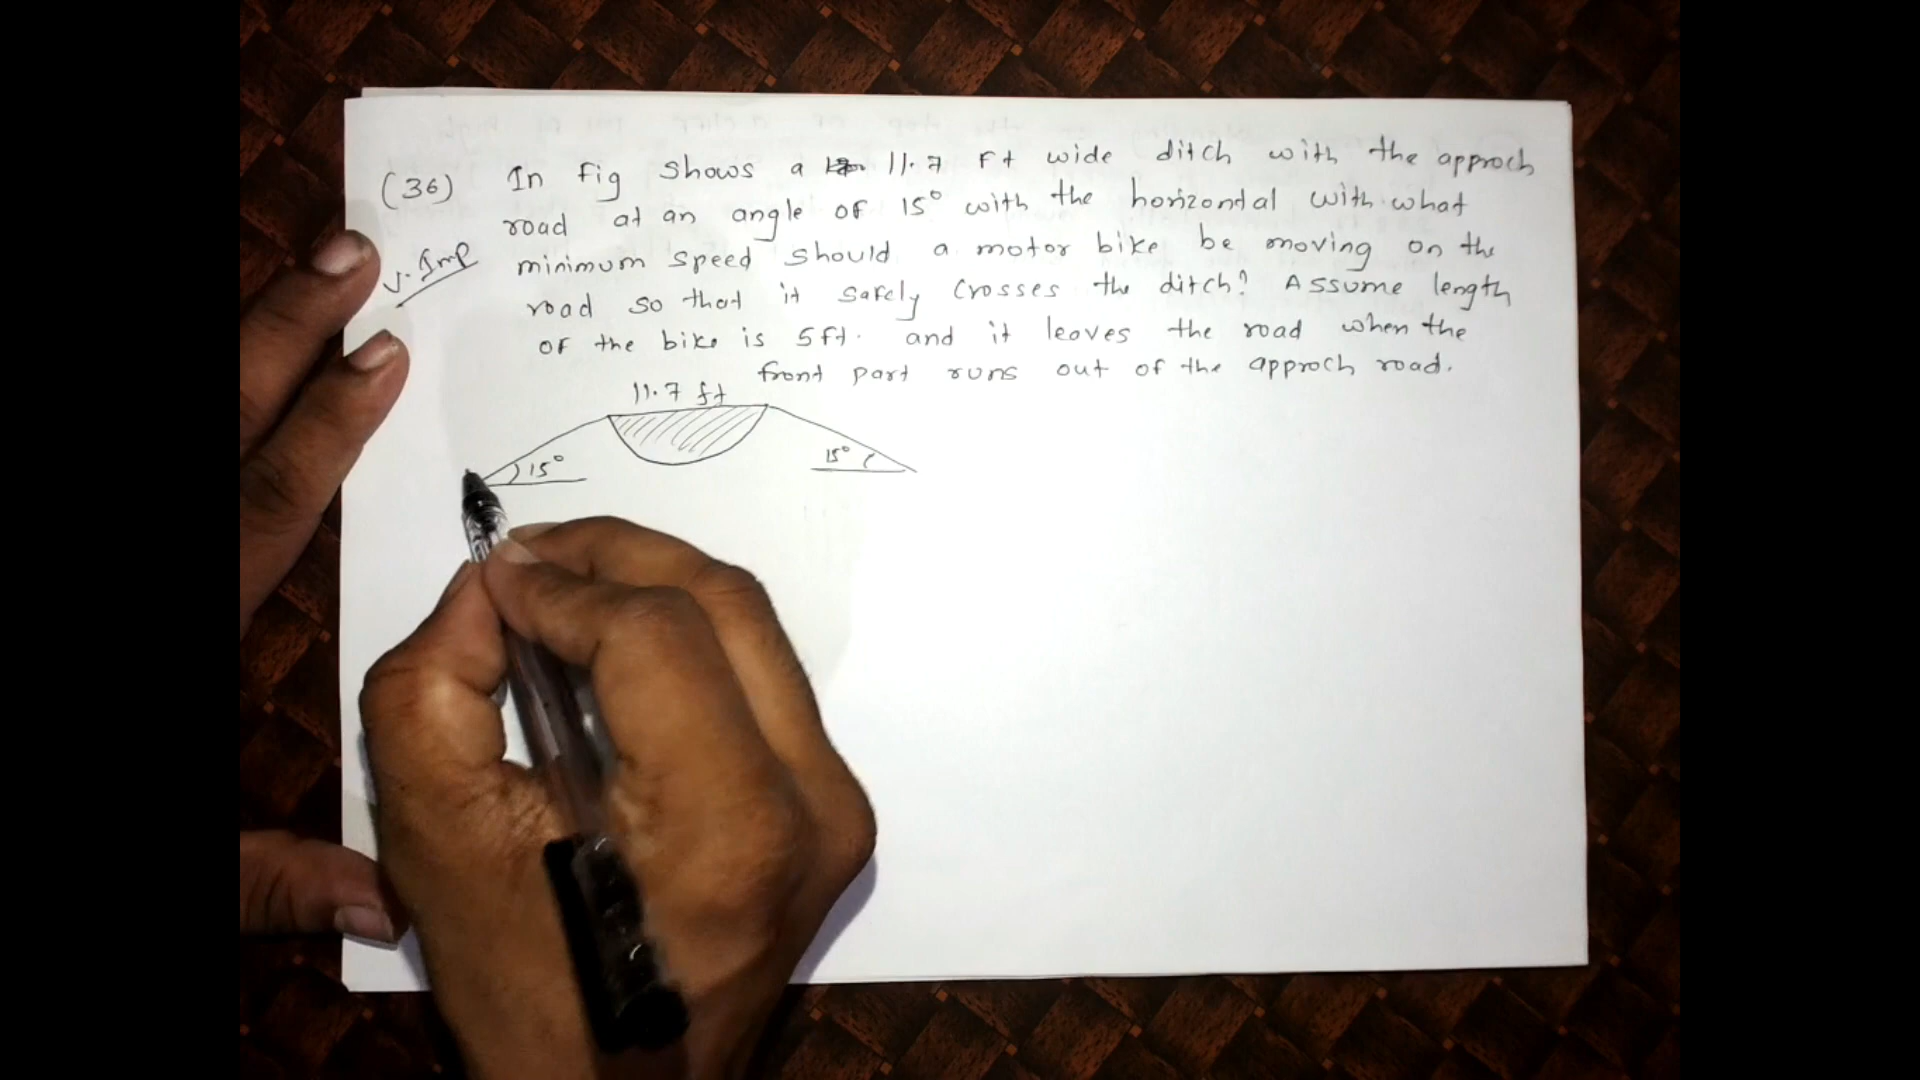 (36) In fig shows a 11.7 Ft wide ditch with the approch
road at an angle of 15° with the horizontal with what
v. Imp
minimum speed should a motor bike be moving on the
road so that it safely crosses the ditch? Assume length
of the bike is 5ft. and it leaves the road when the
front part runs out of the approch road.
11.7 ft
15°
15°